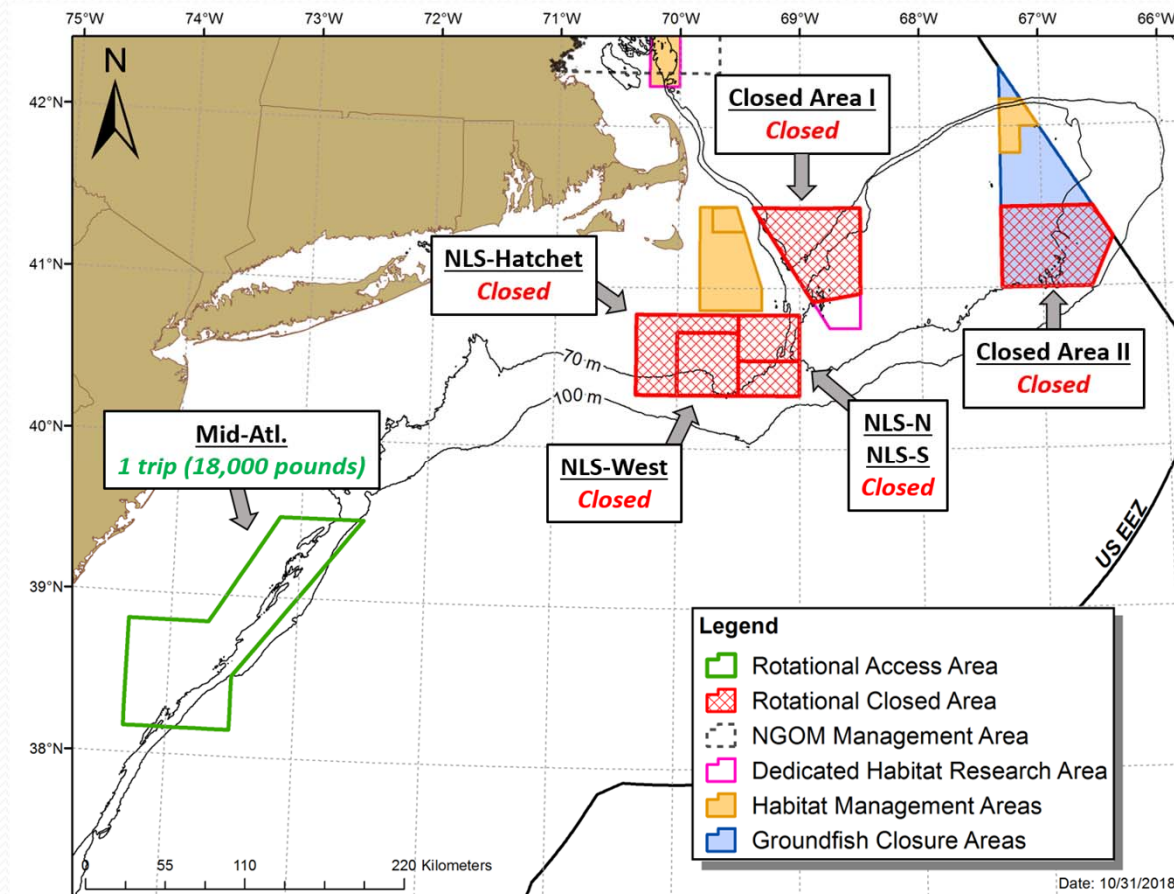 75°W 74°W 73°W 72°W 71°W 70°W 69°W 68°W 67°W 66°W
N
42°N
41°N
40°N
39°N
38°N
Closed Area I
Closed
NLS-Hatchet
Closed
Closed Area II
Closed
70 m
100 m
Mid-Atl.
1 trip (18,000 pounds)
NLS-West
Closed
NLS-N
NLS-S
Closed
US EEZ
Legend
Rotational Access Area
Rotational Closed Area
NGOM Management Area
Dedicated Habitat Research Area
Habitat Management Areas
Groundfish Closure Areas
0 55 110 220 Kilometers
Date: 10/31/2018